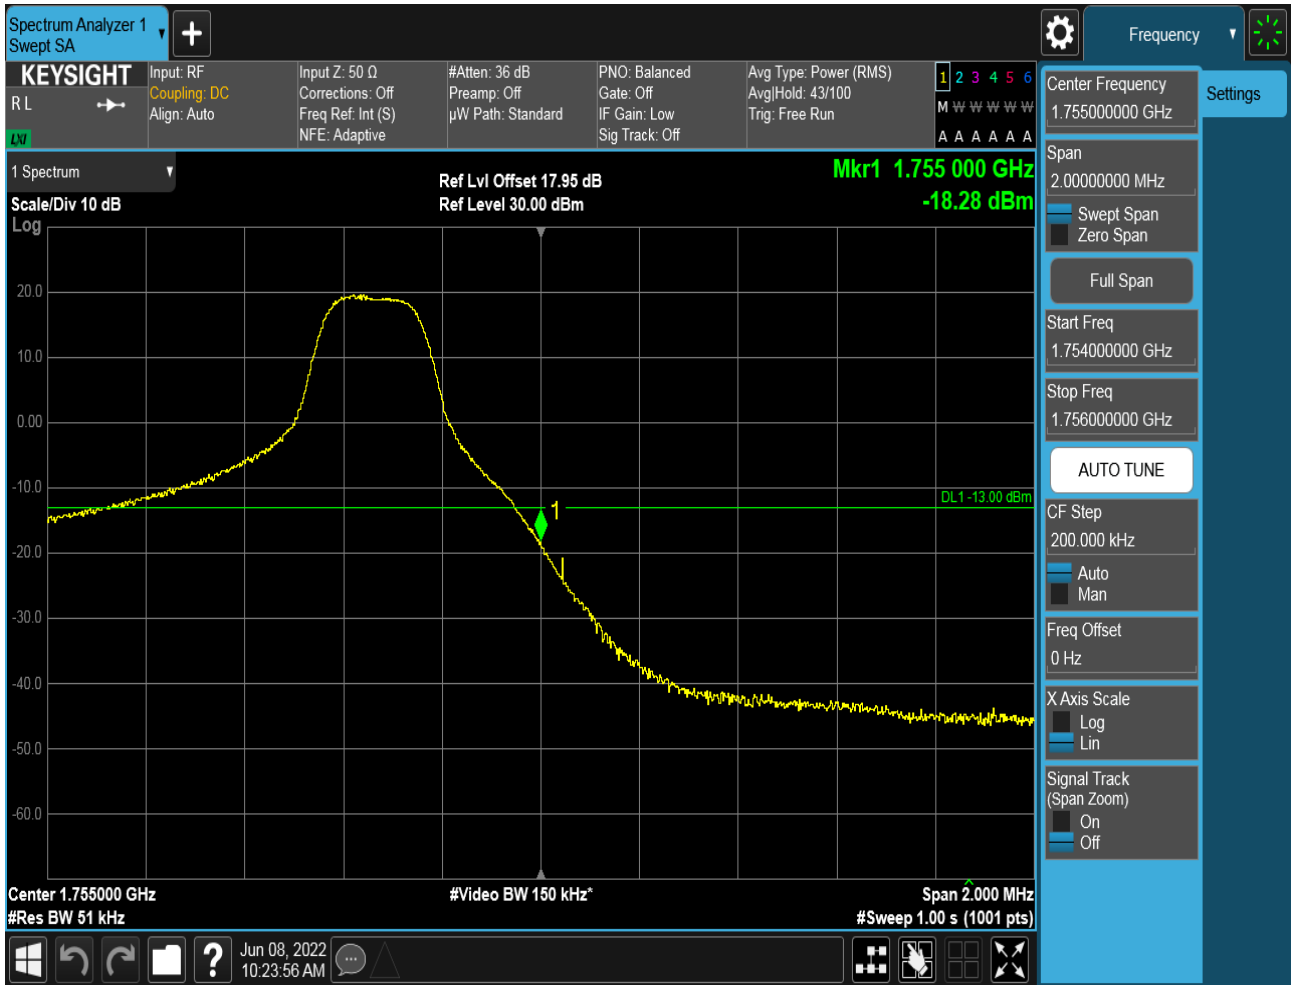 Spectrum Analyzer 1
Swept SA
Frequency
KEYSIGHT
R L
LXI
Input: RF
Coupling: DC
Align: Auto
Input Z: 50 Ω
Corrections: Off
Freq Ref: Int (S)
NFE: Adaptive
#Atten: 36 dB
Preamp: Off
µW Path: Standard
PNO: Balanced
Gate: Off
IF Gain: Low
Sig Track: Off
Avg Type: Power (RMS)
Avg|Hold: 43/100
Trig: Free Run
1 2 3 4 5 6
M W W W W W
A A A A A A
1 Spectrum
Scale/Div 10 dB
Log
Ref Lvl Offset 17.95 dB
Ref Level 30.00 dBm
Mkr1 1.755 000 GHz
-18.28 dBm
20.0
10.0
0.00
-10.0
-20.0
-30.0
-40.0
-50.0
-60.0
DL1 -13.00 dBm
1
Center 1.755000 GHz
#Res BW 51 kHz
#Video BW 150 kHz*
Span 2.000 MHz
#Sweep 1.00 s (1001 pts)
Jun 08, 2022
10:23:56 AM
Center Frequency
1.755000000 GHz
Settings
Span
2.00000000 MHz
Swept Span
Zero Span
Full Span
Start Freq
1.754000000 GHz
Stop Freq
1.756000000 GHz
AUTO TUNE
CF Step
200.000 kHz
Auto
Man
Freq Offset
0 Hz
X Axis Scale
Log
Lin
Signal Track
(Span Zoom)
On
Off